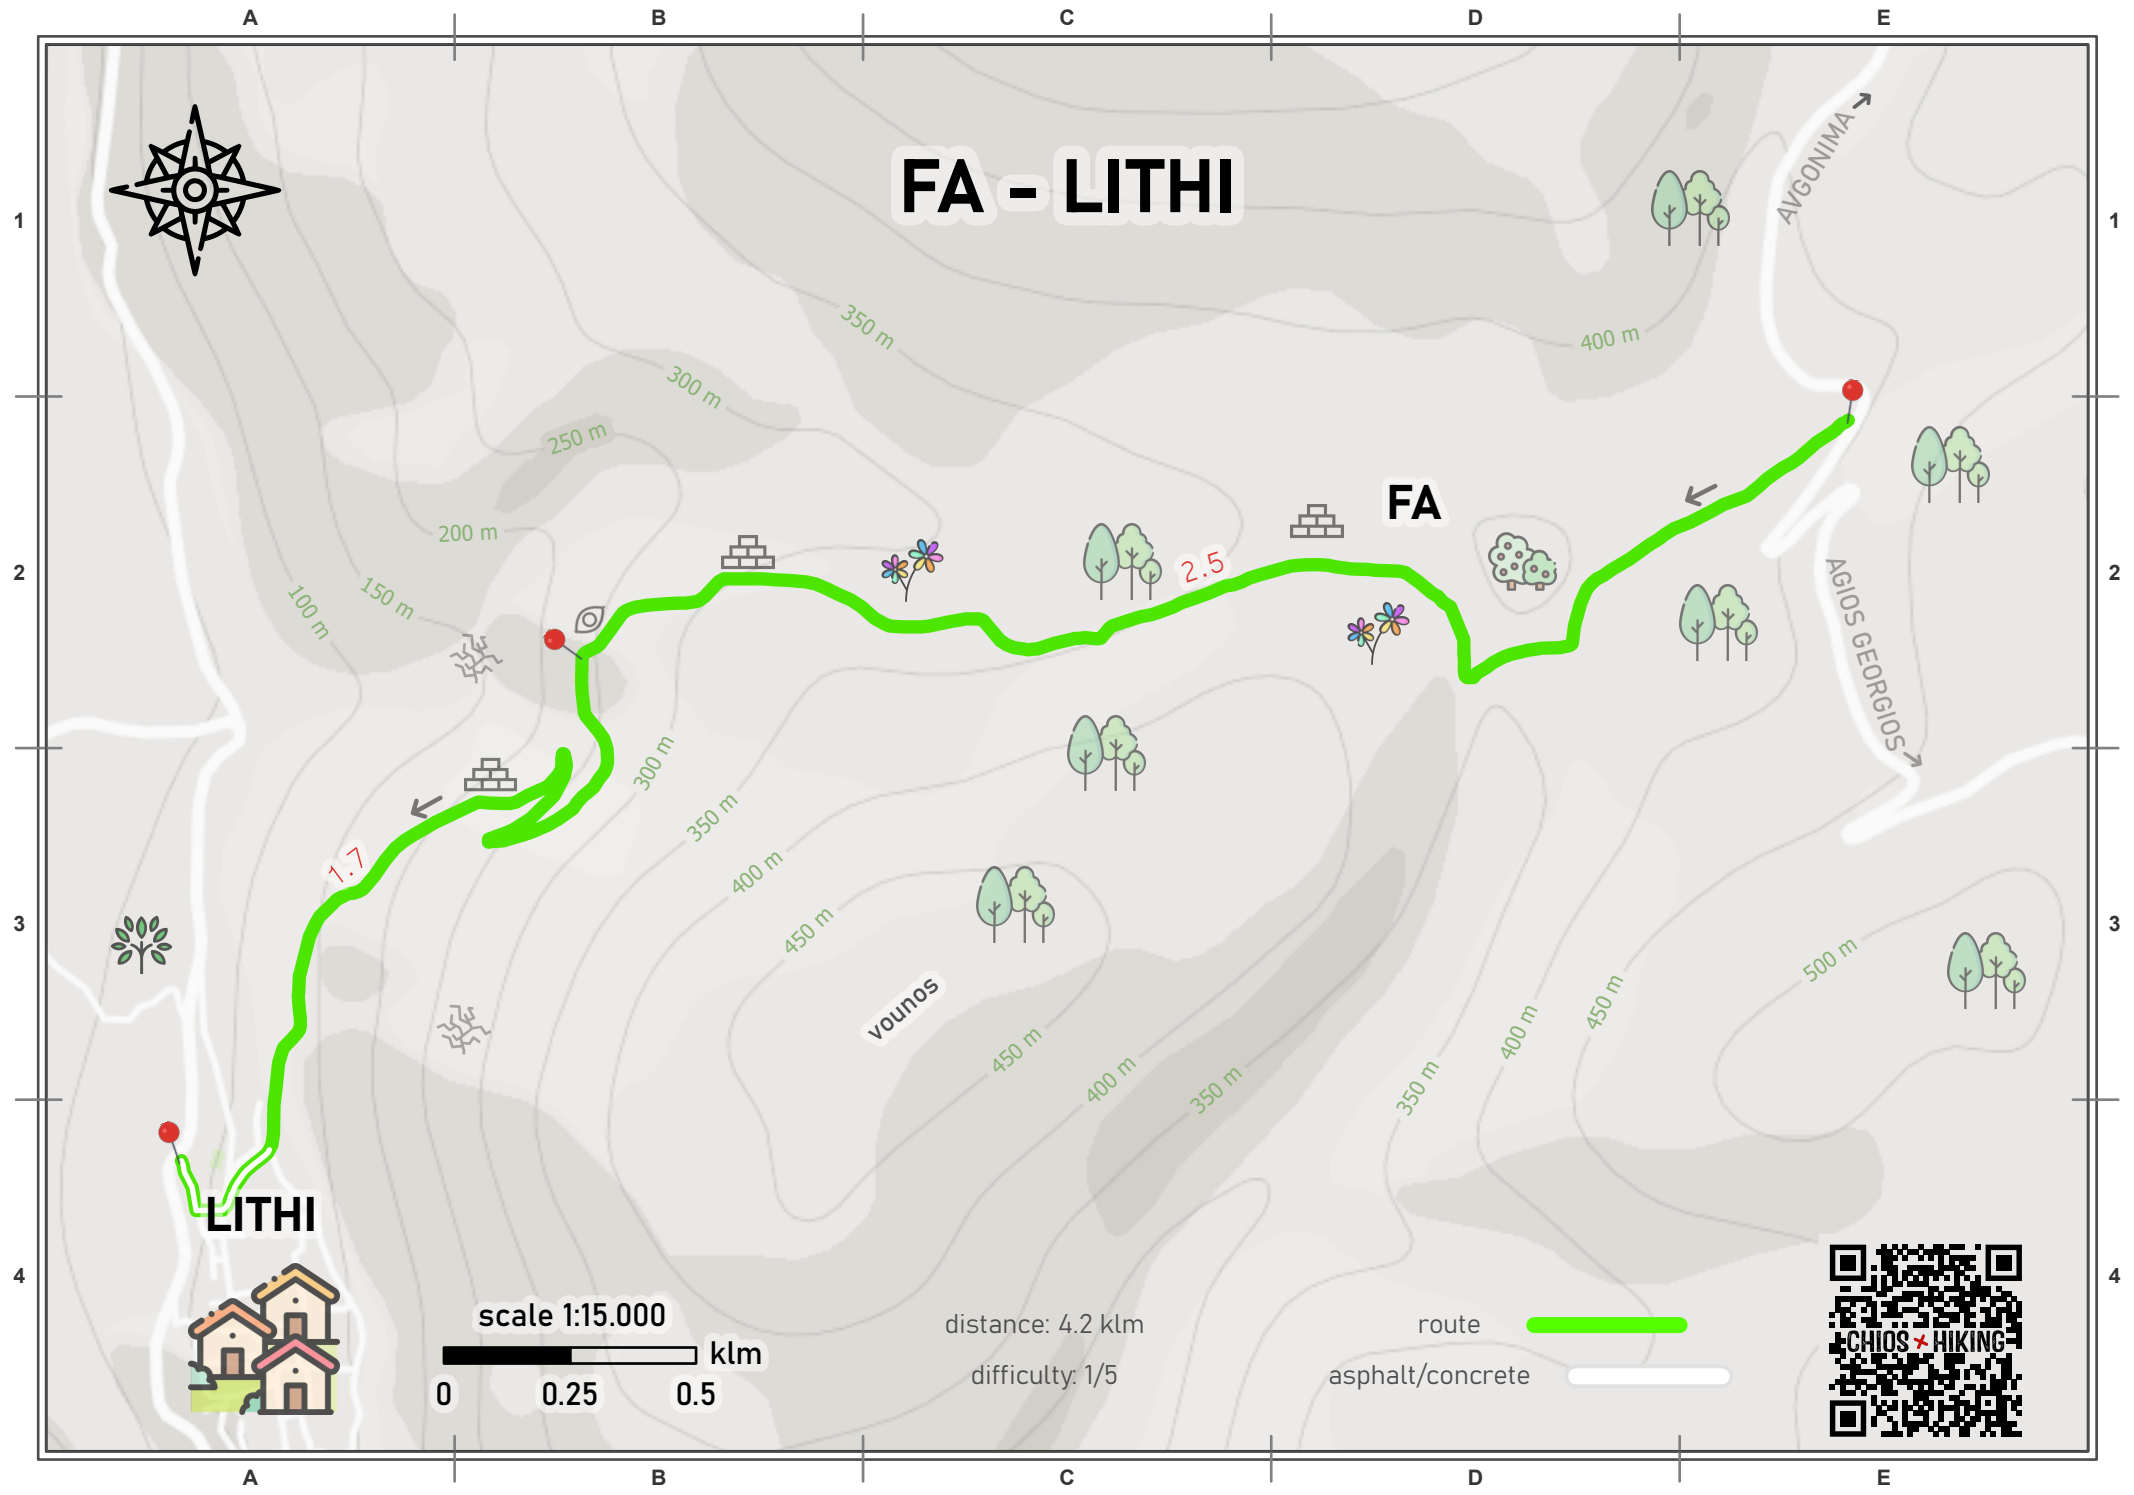 A B C D E
FA - LITHI
AVGONIMA
1 1
350 m
400 m
300 m
250 m
FA
200 m
2.5
2 2
150 m
100 m
AGIOS GEORGIOS
300 m
350 m
1.7
400 m
450 m
3 3
500 m
vounos
450 m
400 m
450 m
400 m
350 m
350 m
LITHI
4 4
scale 1:15.000
klm
0 0.25 0.5
distance: 4.2 klm
difficulty: 1/5
route
asphalt/concrete
CHIOS HIKING
A B C D E